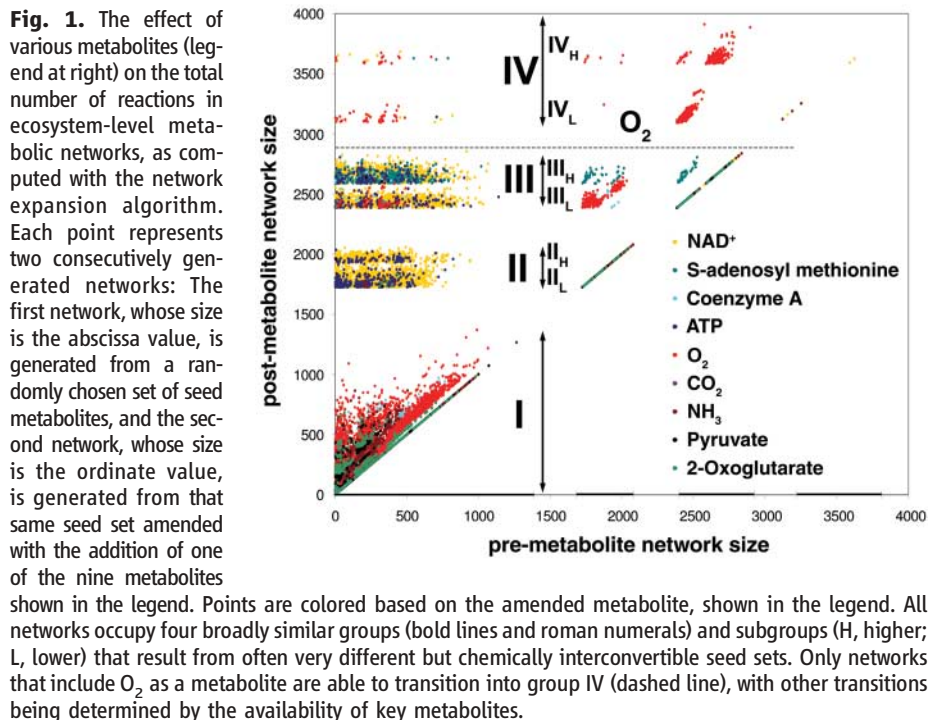 Fig. 1. The effect of
various metabolites (leg-
end at right) on the total
number of reactions in
ecosystem-level meta-
bolic networks, as com-
puted with the network
expansion algorithm.
Each point represents
two consecutively gen-
erated networks: The
first network, whose size
is the abscissa value, is
generated from a ran-
domly chosen set of seed
metabolites, and the sec-
ond network, whose size
is the ordinate value,
is generated from that
same seed set amended
with the addition of one
of the nine metabolites
shown in the legend. Points are colored based on the amended metabolite, shown in the legend. All
networks occupy four broadly similar groups (bold lines and roman numerals) and subgroups (H, higher;
L, lower) that result from often very different but chemically interconvertible seed sets. Only networks
that include O₂ as a metabolite are able to transition into group IV (dashed line), with other transitions
being determined by the availability of key metabolites.
post-metabolite network size
4000
3500
3000
2500
2000
1500
1000
500
0
IV
IV_H
IV_L
O₂
III
III_H
III_L
II
II_H
II_L
I
NAD⁺
S-adenosyl methionine
Coenzyme A
ATP
O₂
CO₂
NH₃
Pyruvate
2-Oxoglutarate
0 500 1000 1500 2000 2500 3000 3500 4000
pre-metabolite network size